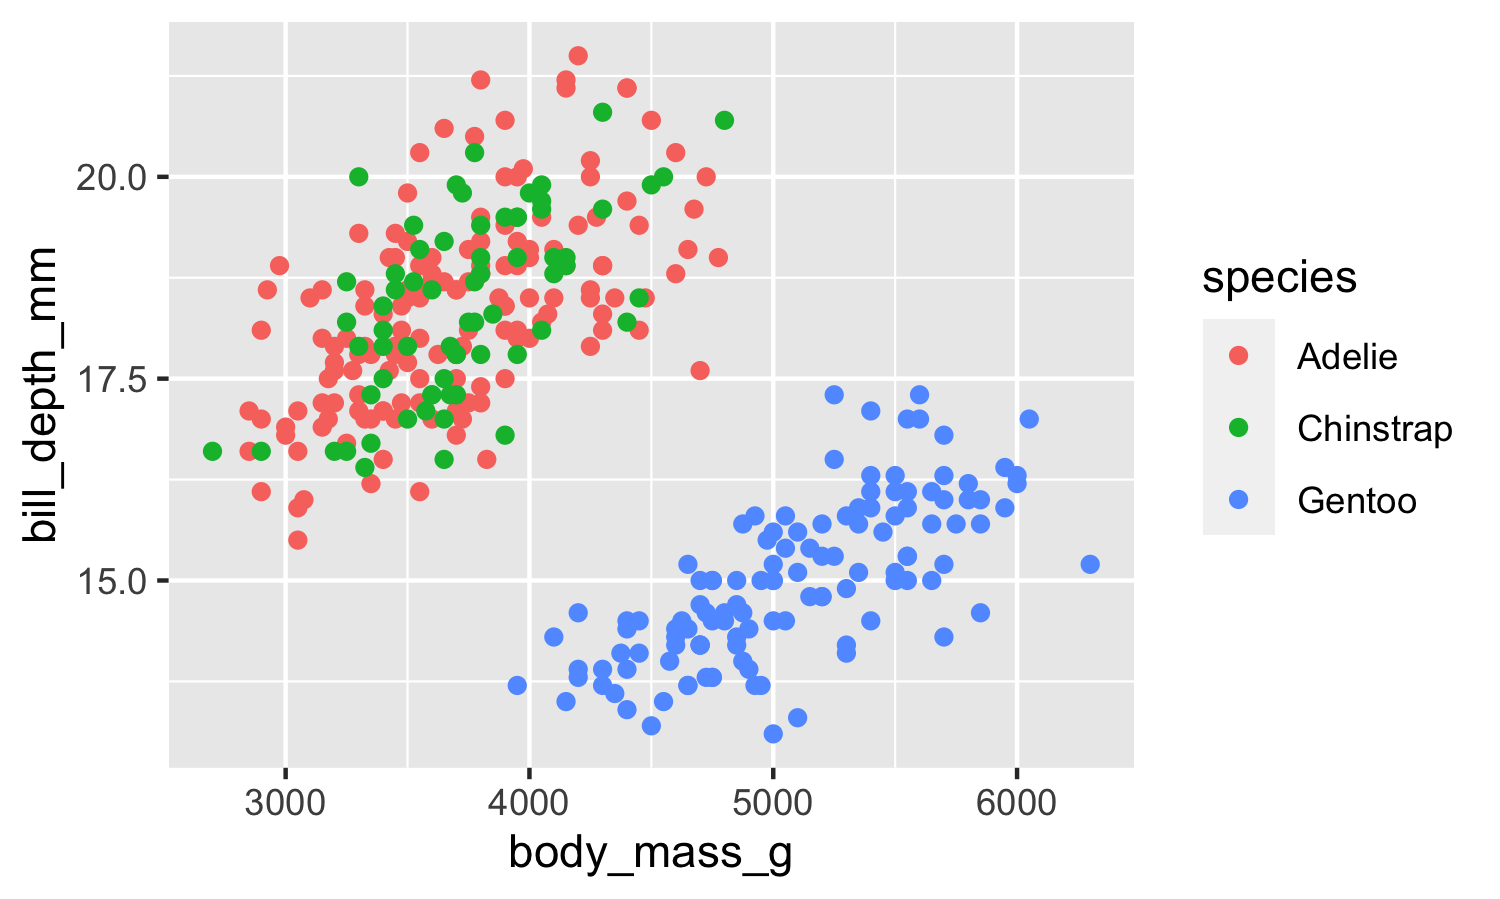 20.0
17.5
15.0
bill_depth_mm
3000 4000 5000 6000
body_mass_g
species
Adelie
Chinstrap
Gentoo